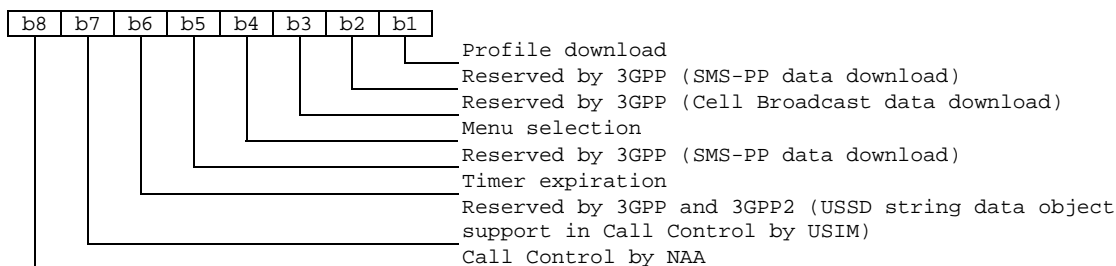 b8 b7 b6 b5 b4 b3 b2 b1
Profile download
Reserved by 3GPP (SMS-PP data download)
Reserved by 3GPP (Cell Broadcast data download)
Menu selection
Reserved by 3GPP (SMS-PP data download)
Timer expiration
Reserved by 3GPP and 3GPP2 (USSD string data object
support in Call Control by USIM)
Call Control by NAA